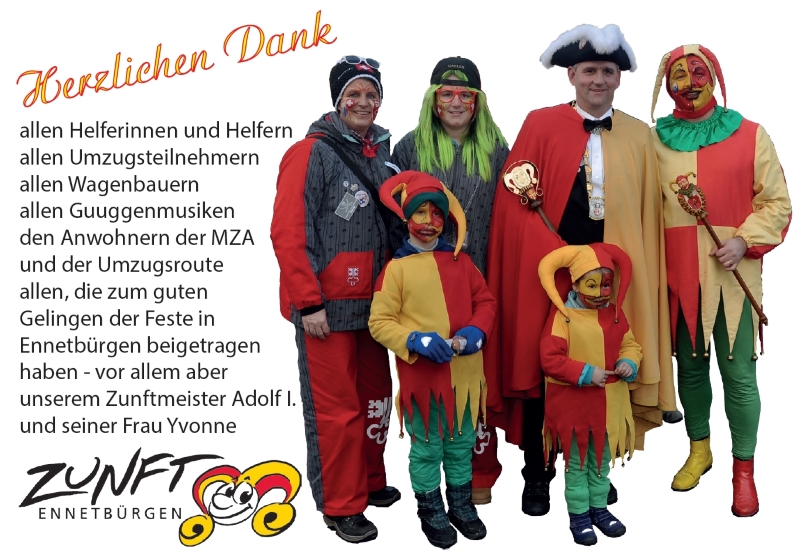 Herzlichen Dank
allen Helferinnen und Helfern
allen Umzugsteilnehmern
allen Wagenbauern
allen Guuggenmusiken
den Anwohnern der MZA
und der Umzugsroute
allen, die zum guten
Gelingen der Feste in
Ennetbürgen beigetragen
haben - vor allem aber
unserem Zunftmeister Adolf I.
und seiner Frau Yvonne
ZUNFT
ENNETBÜRGEN